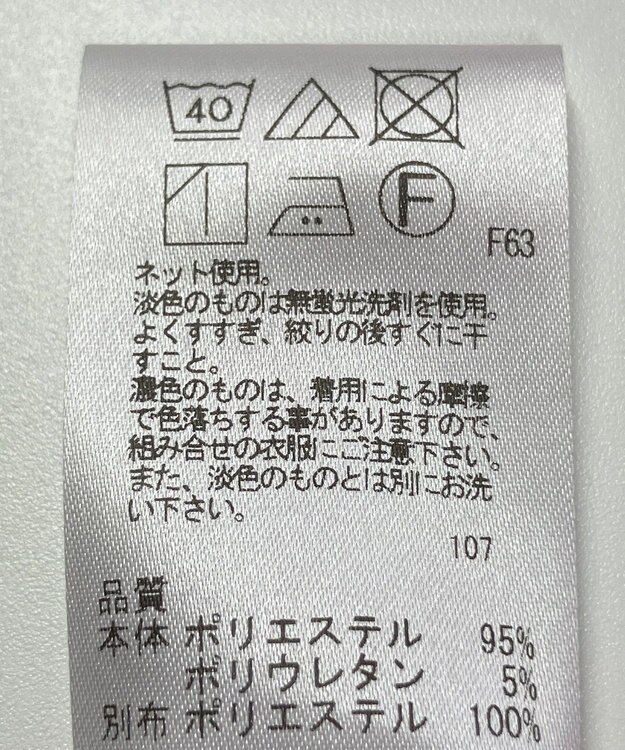 40
F
F63
ネット使用。
淡色のものは無蛍光洗剤を使用。
よくすすぎ、絞りの後すぐに干
すこと。
濃色のものは、着用による摩擦
で色落ちする事がありますので、
組み合せの衣服にご注意下さい。
また、淡色のものとは別にお洗
い下さい。
107
品質
本体 ポリエステル 95%
ポリウレタン 5%
別布 ポリエステル 100%